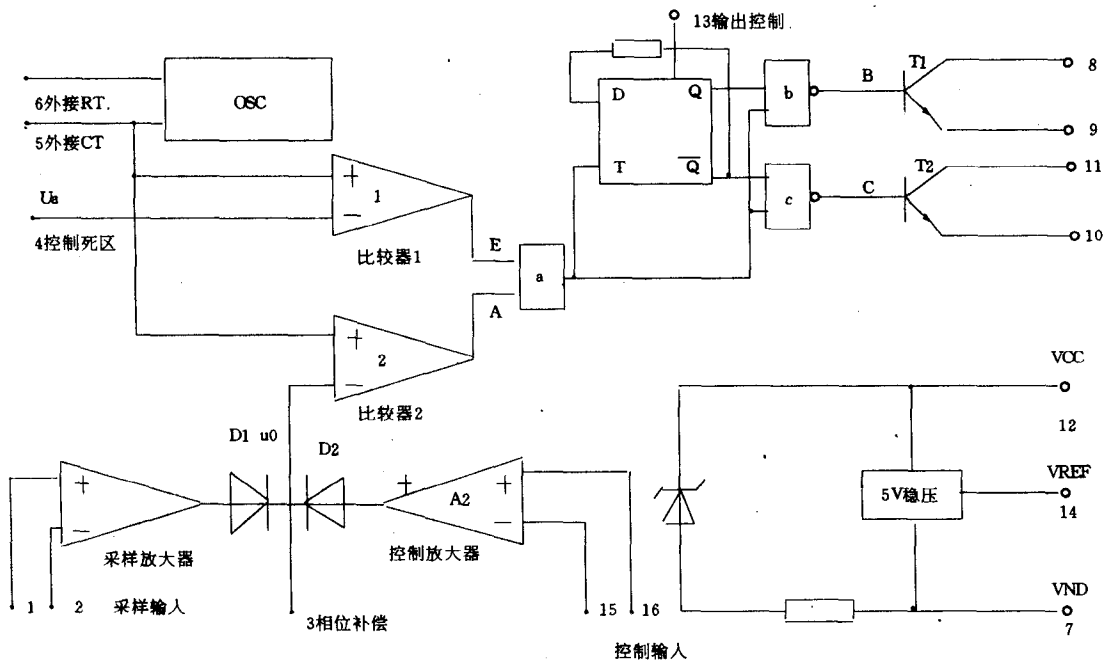 13输出控制
6外接RT.
OSC
5外接CT
D
Q
b
B
T1
8
9
T
Q
c
C
T2
11
10
Ua
4控制死区
+
1
−
比较器1
E
a
A
+
2
−
比较器2
D1 u0
D2
+
−
采样放大器
+
A2
+
−
控制放大器
1
2
采样输入
3相位补偿
15
16
控制输入
VCC
12
5V稳压
VREF
14
VND
7